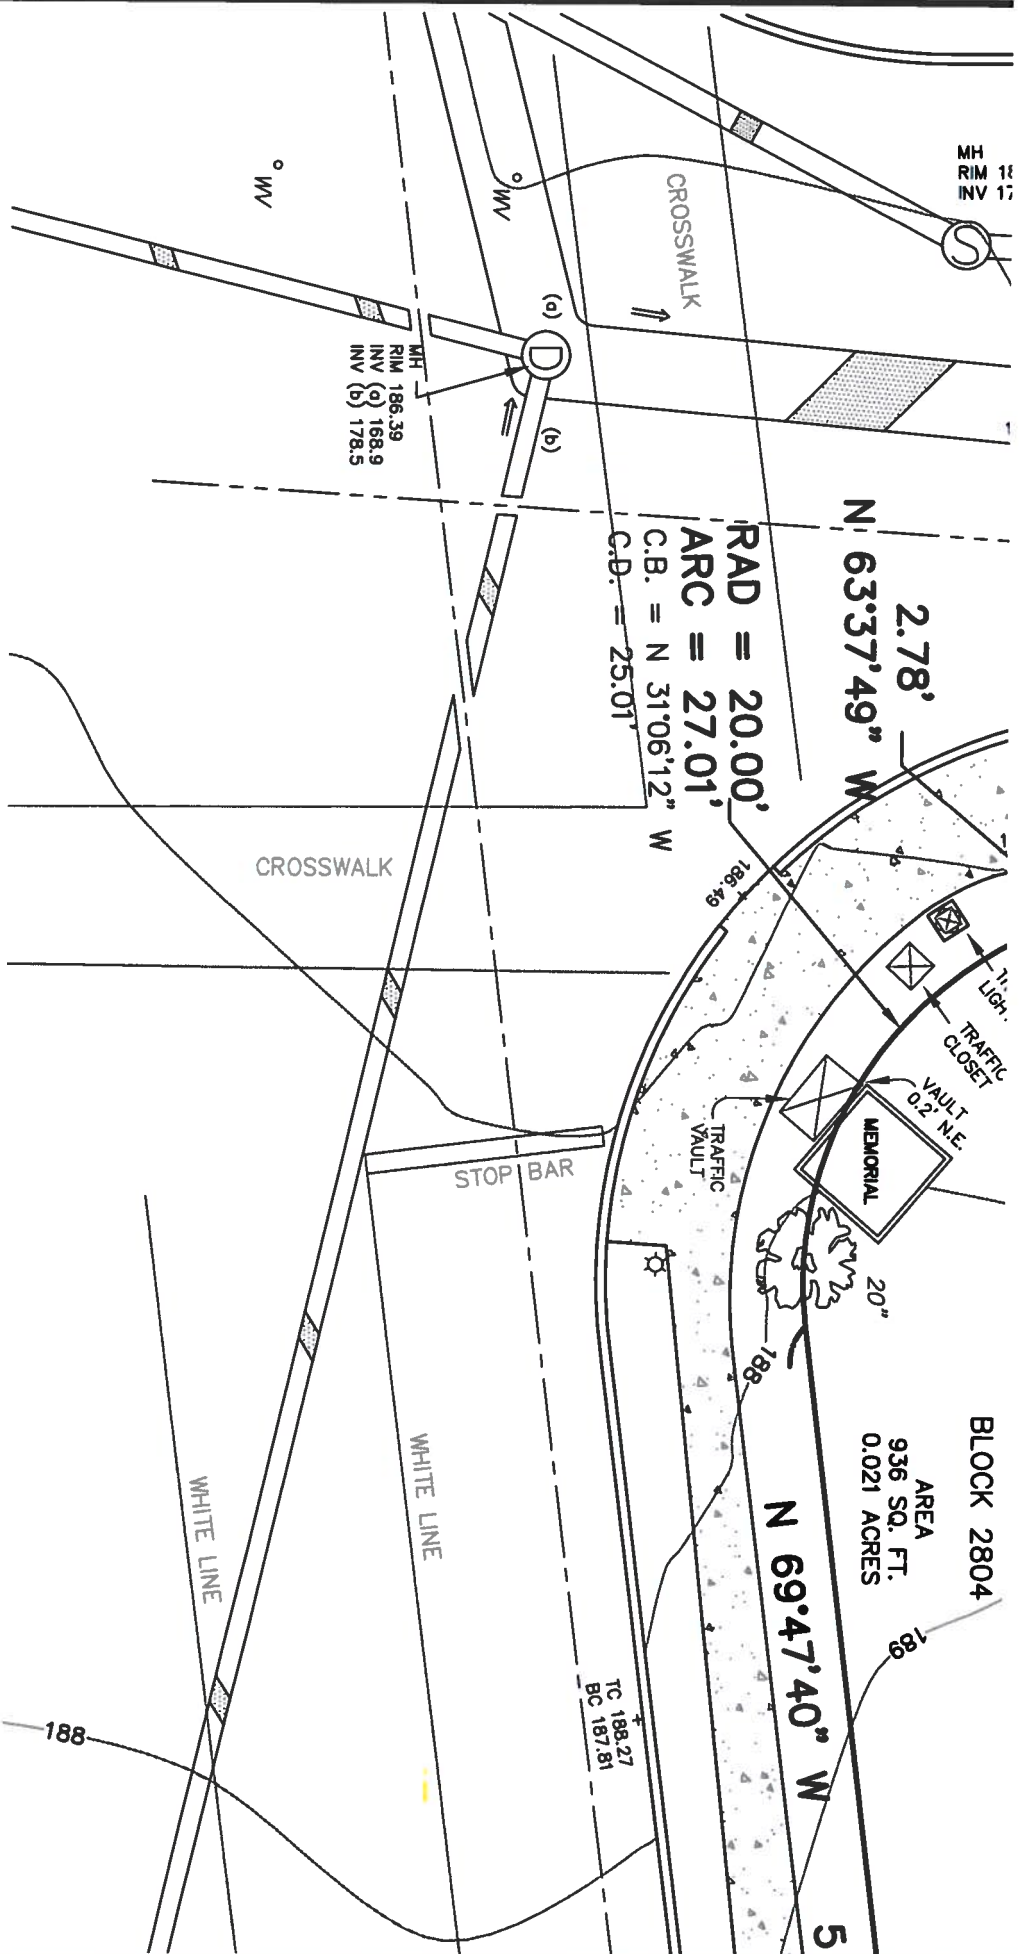 MH
RIM 18
INV 17
CROSSWALK
WV
WV
(a)
D
(b)
MH
RIM 186.39
INV (a) 168.9
INV (b) 178.5
S
2.78'
N 63°37'49" W
RAD = 20.00'
ARC = 27.01'
C.B. = N 31°06'12" W
C.D. = 25.01'
CROSSWALK
186.49
LIGH
TRAFFIC
CLOSET
VAULT
0.2' N.E.
MEMORIAL
TRAFFIC
VAULT
STOP BAR
20"
188
BLOCK 2804
AREA
936 SQ. FT.
0.021 ACRES
N 69°47'40" W
5
189
WHITE LINE
WHITE LINE
TC 188.27
BC 187.81
188